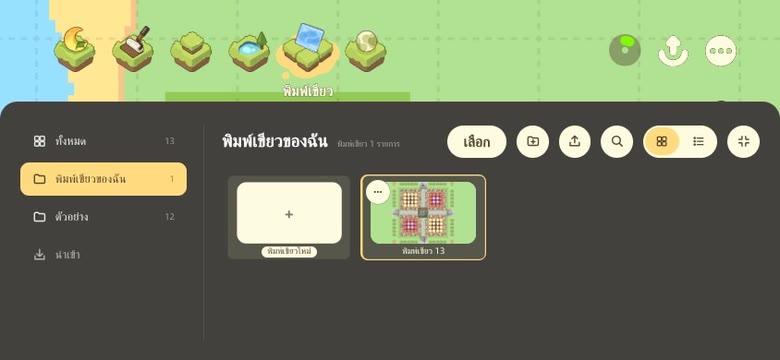 พิมพ์เขียว
ทั้งหมด 13
พิมพ์เขียวของฉัน 1
ตัวอย่าง 12
นำเข้า
พิมพ์เขียวของฉัน พิมพ์เขียว 1 รายการ
เลือก
พิมพ์เขียวใหม่
พิมพ์เขียว 13